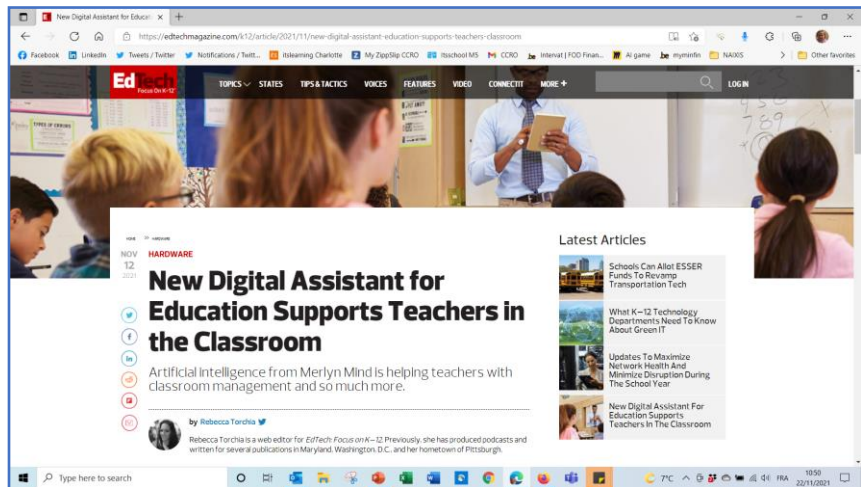 New Digital Assistant for Educat
https://edtechmagazine.com/k12/article/2021/11/new-digital-assistant-education-supports-teachers-classroom
Facebook LinkedIn Tweets / Twitter Notifications / Twitt... itslearning Charlotte My ZippSlip CCRO itsschool M5 CCRO Intervat | FOD Finan... AI game myminfin NAIXIS Other favorites
EdTech
Focus On K-12
TOPICS STATES TIPS & TACTICS VOICES FEATURES VIDEO CONNECTIT MORE + LOG IN
HOME HARDWARE
NOV
12
2021
HARDWARE
New Digital Assistant for
Education Supports Teachers in
the Classroom
Artificial intelligence from Merlyn Mind is helping teachers with
classroom management and so much more.
by Rebecca Torchia
Rebecca Torchia is a web editor for EdTech: Focus on K–12. Previously, she has produced podcasts and
written for several publications in Maryland, Washington, D.C., and her hometown of Pittsburgh.
Latest Articles
Schools Can Allot ESSER
Funds To Revamp
Transportation Tech
What K–12 Technology
Departments Need To Know
About Green IT
Updates To Maximize
Network Health And
Minimize Disruption During
The School Year
New Digital Assistant For
Education Supports
Teachers In The Classroom
Type here to search
7°C
FRA
10:50
22/11/2021